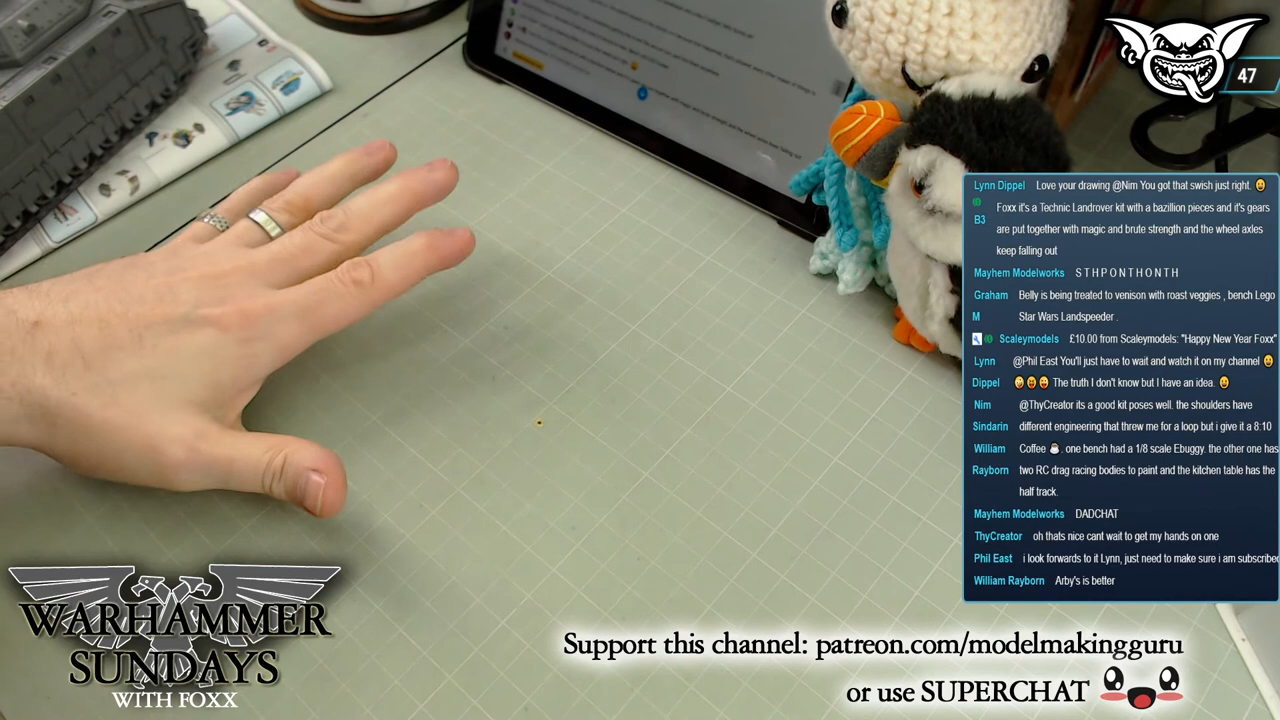 47
Lynn Dippel Love your drawing @Nim You got that swish just right.
Foxx it's a Technic Landrover kit with a bazillion pieces and it's gears
B3 are put together with magic and brute strength and the wheel axles
keep falling out
Mayhem Modelworks S T H P O N T H O N T H
Graham Belly is being treated to venison with roast veggies , bench Lego
M Star Wars Landspeeder .
Scaleymodels £10.00 from Scaleymodels: "Happy New Year Foxx"
Lynn @Phil East You'll just have to wait and watch it on my channel
Dippel The truth I don't know but I have an idea.
Nim @ThyCreator its a good kit poses well. the shoulders have
Sindarin different engineering that threw me for a loop but i give it a 8:10
William Coffee . one bench had a 1/8 scale Ebuggy. the other one has
Rayborn two RC drag racing bodies to paint and the kitchen table has the
half track.
Mayhem Modelworks DADCHAT
ThyCreator oh thats nice cant wait to get my hands on one
Phil East i look forwards to it Lynn, just need to make sure i am subscribed
William Rayborn Arby's is better
WARHAMMER
SUNDAYS
WITH FOXX
Support this channel: patreon.com/modelmakingguru
or use SUPERCHAT